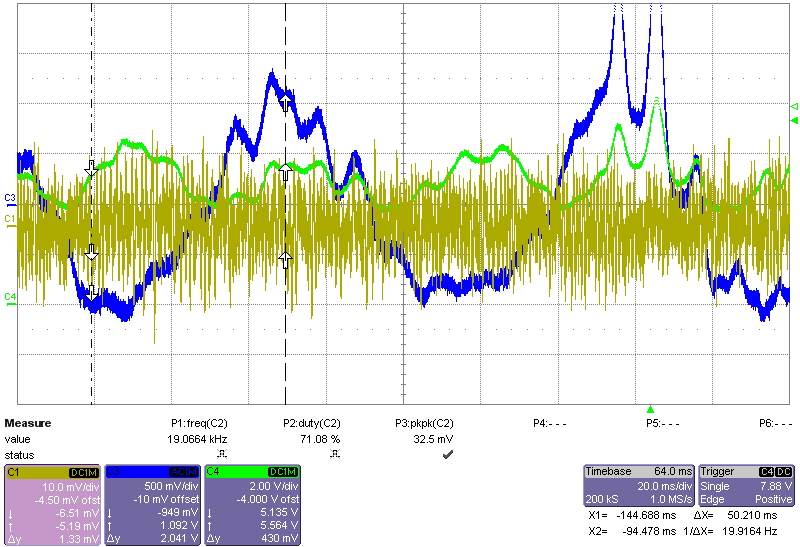 C3
C1
C4
Measure P1:freq(C2) P2:duty(C2) P3:pkpk(C2) P4:--- P5:--- P6:---
value 19.0664 kHz 71.08 % 32.5 mV
status
C1 DC1M
10.0 mV/div
-4.50 mV ofst
↓ -6.51 mV
↑ -5.19 mV
Δy 1.33 mV
C3 AC1M
500 mV/div
-10 mV offset
↓ -949 mV
↑ 1.092 V
Δy 2.041 V
C4 DC1M
2.00 V/div
-4.000 V ofst
↓ 5.135 V
↑ 5.564 V
Δy 430 mV
Timebase 64.0 ms
20.0 ms/div
200 kS 1.0 MS/s
Trigger C4 DC
Single 7.88 V
Edge Positive
X1= -144.688 ms ΔX= 50.210 ms
X2= -94.478 ms 1/ΔX= 19.9164 Hz